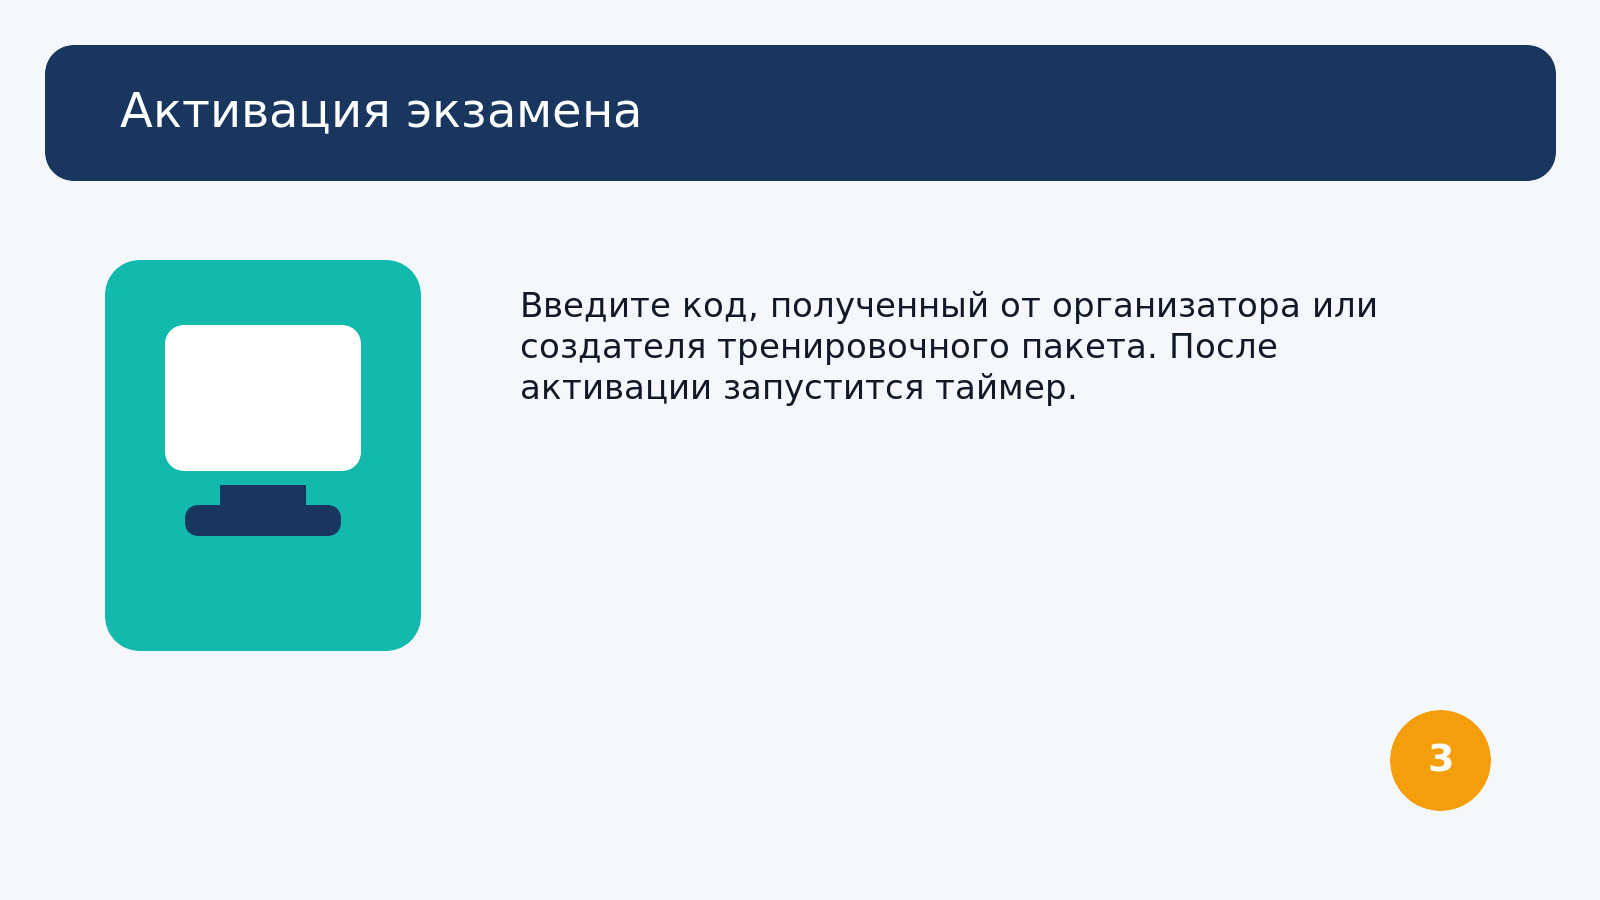 Активация экзамена
Введите код, полученный от организатора или
создателя тренировочного пакета. После
активации запустится таймер.
3